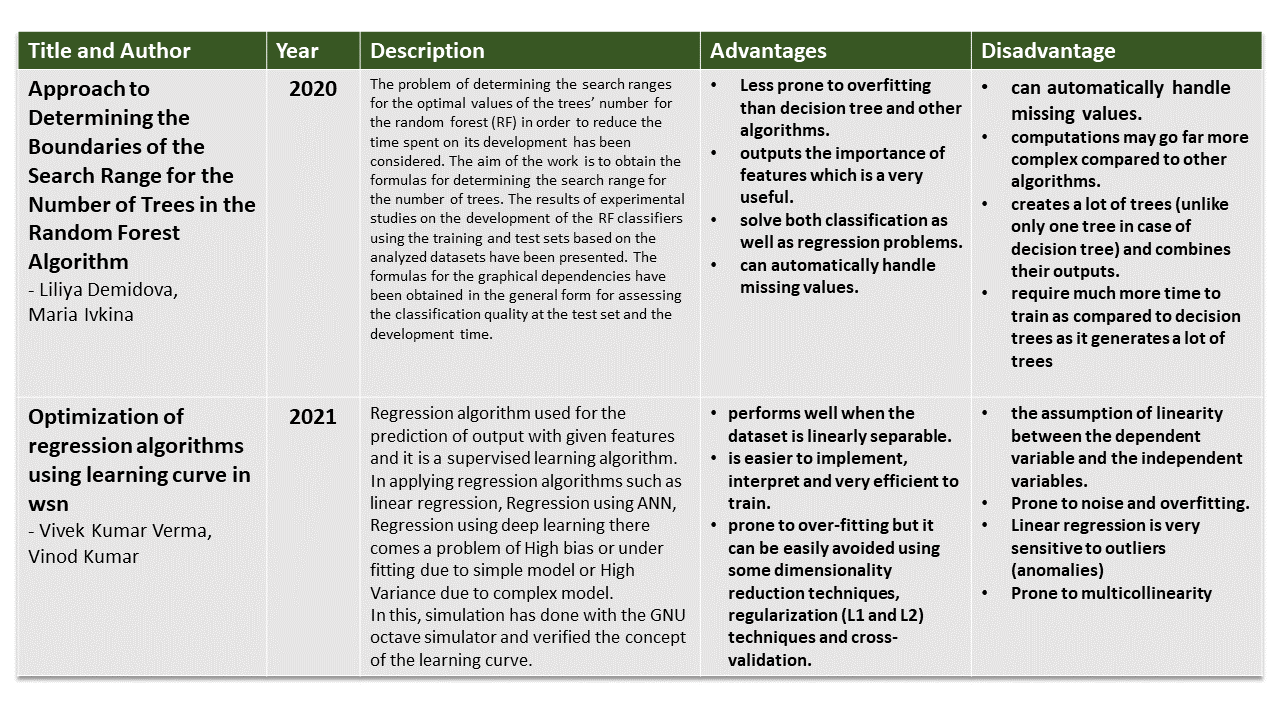 Title and Author
Year
Description
Advantages
Disadvantage
Approach to
Determining the
Boundaries of the
Search Range for the
Number of Trees in the
Random Forest
Algorithm
- Liliya Demidova,
Maria Ivkina
2020
The problem of determining the search ranges
for the optimal values of the trees’ number for
the random forest (RF) in order to reduce the
time spent on its development has been
considered. The aim of the work is to obtain the
formulas for determining the search range for
the number of trees. The results of experimental
studies on the development of the RF classifiers
using the training and test sets based on the
analyzed datasets have been presented. The
formulas for the graphical dependencies have
been obtained in the general form for assessing
the classification quality at the test set and the
development time.
• Less prone to overfitting
than decision tree and other
algorithms.
• outputs the importance of
features which is a very
useful.
• solve both classification as
well as regression problems.
• can automatically handle
missing values.
• can automatically handle
missing values.
• computations may go far more
complex compared to other
algorithms.
• creates a lot of trees (unlike
only one tree in case of
decision tree) and combines
their outputs.
• require much more time to
train as compared to decision
trees as it generates a lot of
trees
Optimization of
regression algorithms
using learning curve in
wsn
- Vivek Kumar Verma,
Vinod Kumar
2021
Regression algorithm used for the
prediction of output with given features
and it is a supervised learning algorithm.
In applying regression algorithms such as
linear regression, Regression using ANN,
Regression using deep learning there
comes a problem of High bias or under
fitting due to simple model or High
Variance due to complex model.
In this, simulation has done with the GNU
octave simulator and verified the concept
of the learning curve.
• performs well when the
dataset is linearly separable.
• is easier to implement,
interpret and very efficient to
train.
• prone to over-fitting but it
can be easily avoided using
some dimensionality
reduction techniques,
regularization (L1 and L2)
techniques and cross-
validation.
• the assumption of linearity
between the dependent
variable and the independent
variables.
• Prone to noise and overfitting.
• Linear regression is very
sensitive to outliers
(anomalies)
• Prone to multicollinearity